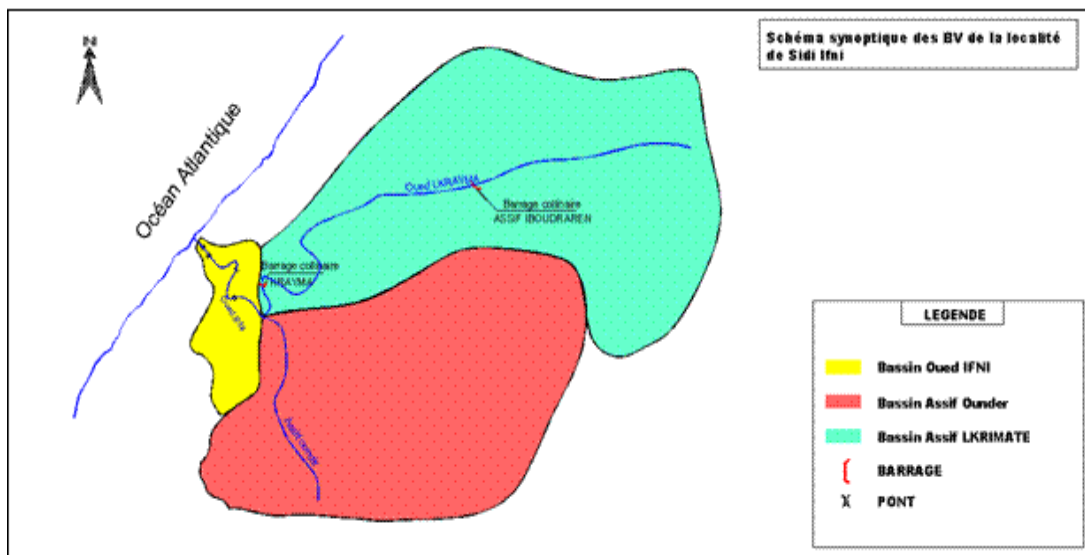 Schéma synoptique des BV de la localité
de Sidi Ifni
N
Océan Atlantique
Oued LKRAYMA
Barrage collinaire
ASSIF IBOUDRAREN
Barrage collinaire
LEGENDE
Bassin Oued IFNI
Bassin Assif Ounder
Bassin Assif LKRIMATE
BARRAGE
PONT